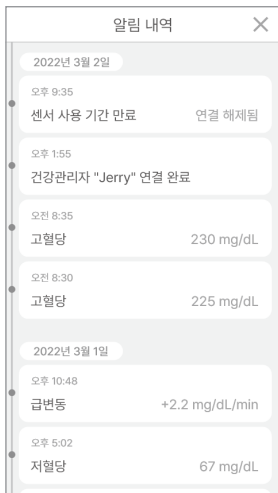 알림 내역
2022년 3월 2일
오후 9:35
센서 사용 기간 만료 연결 해제됨
오후 1:55
건강관리자 "Jerry" 연결 완료
오전 8:35
고혈당 230 mg/dL
오전 8:30
고혈당 225 mg/dL
2022년 3월 1일
오후 10:48
급변동 +2.2 mg/dL/min
오후 5:02
저혈당 67 mg/dL